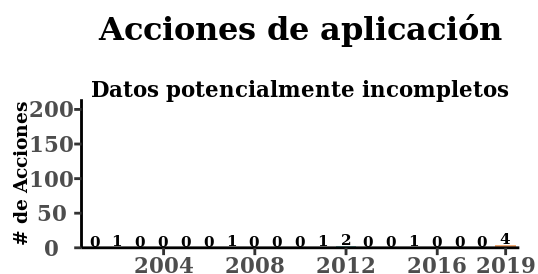 Acciones de aplicación
Datos potencialmente incompletos
# de Acciones
200
150
100
50
0
0 1 0 0 0 0 1 0 0 0 1 2 0 0 1 0 0 0 4
2004 2008 2012 2016 2019